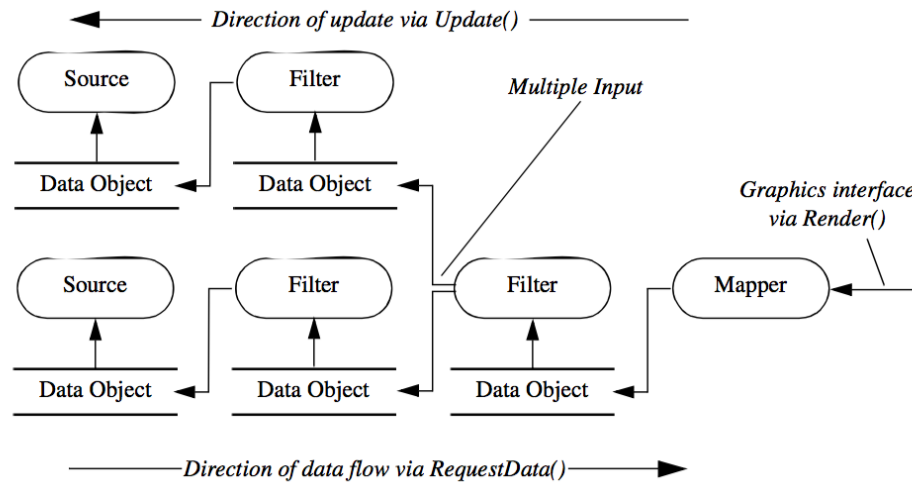 Direction of update via Update()
Source
Filter
Multiple Input
Data Object
Data Object
Graphics interface
via Render()
Source
Filter
Filter
Mapper
Data Object
Data Object
Data Object
Direction of data flow via RequestData()